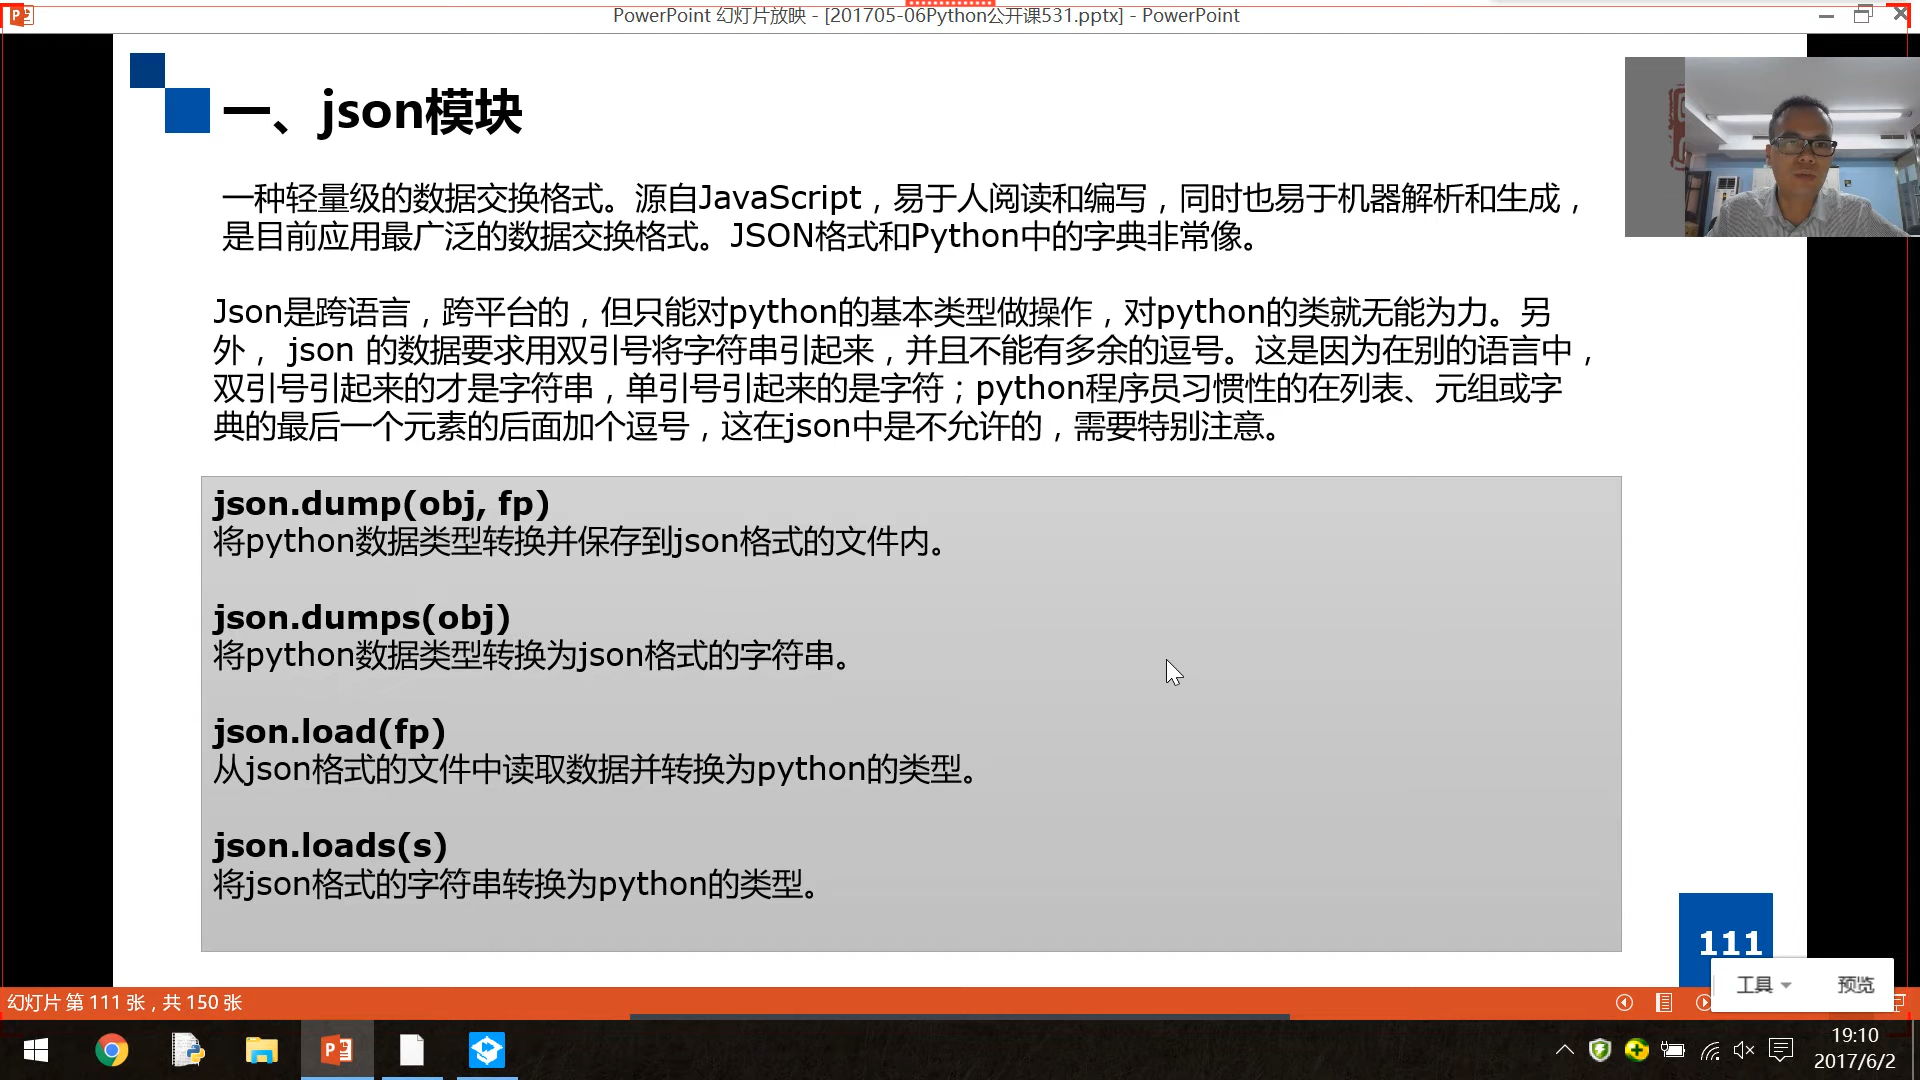 PowerPoint 幻灯片放映 - [201705-06Python公开课531.pptx] - PowerPoint
一、json模块
一种轻量级的数据交换格式。源自JavaScript，易于人阅读和编写，同时也易于机器解析和生成，
是目前应用最广泛的数据交换格式。JSON格式和Python中的字典非常像。
Json是跨语言，跨平台的，但只能对python的基本类型做操作，对python的类就无能为力。另
外， json 的数据要求用双引号将字符串引起来，并且不能有多余的逗号。这是因为在别的语言中，
双引号引起来的才是字符串，单引号引起来的是字符；python程序员习惯性的在列表、元组或字
典的最后一个元素的后面加个逗号，这在json中是不允许的，需要特别注意。
json.dump(obj, fp)
将python数据类型转换并保存到json格式的文件内。
json.dumps(obj)
将python数据类型转换为json格式的字符串。
json.load(fp)
从json格式的文件中读取数据并转换为python的类型。
json.loads(s)
将json格式的字符串转换为python的类型。
111
工具 预览
幻灯片 第 111 张，共 150 张
19:10
2017/6/2